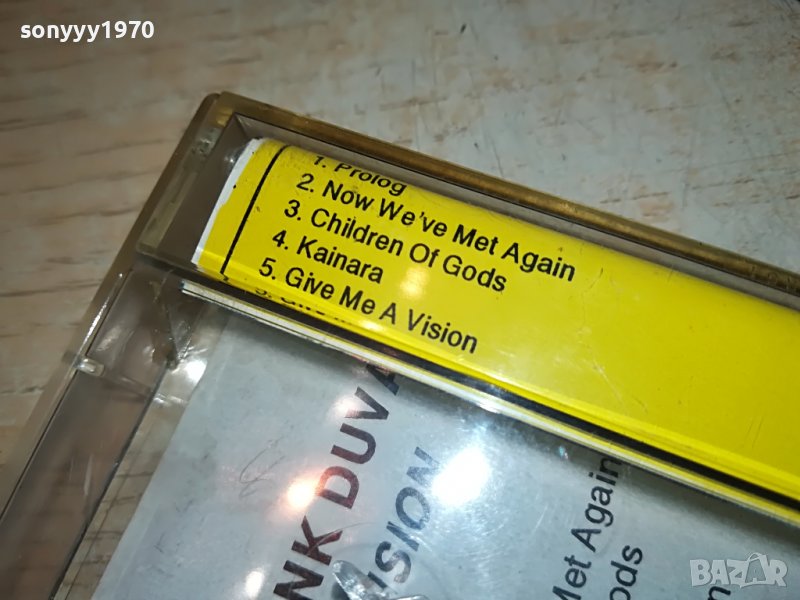 sonyyy1970
1. Prolog
2. Now We've Met Again
3. Children Of Gods
4. Kainara
5. Give Me A Vision
NK DUVA
ISION
Met Again
ods
BAZAR